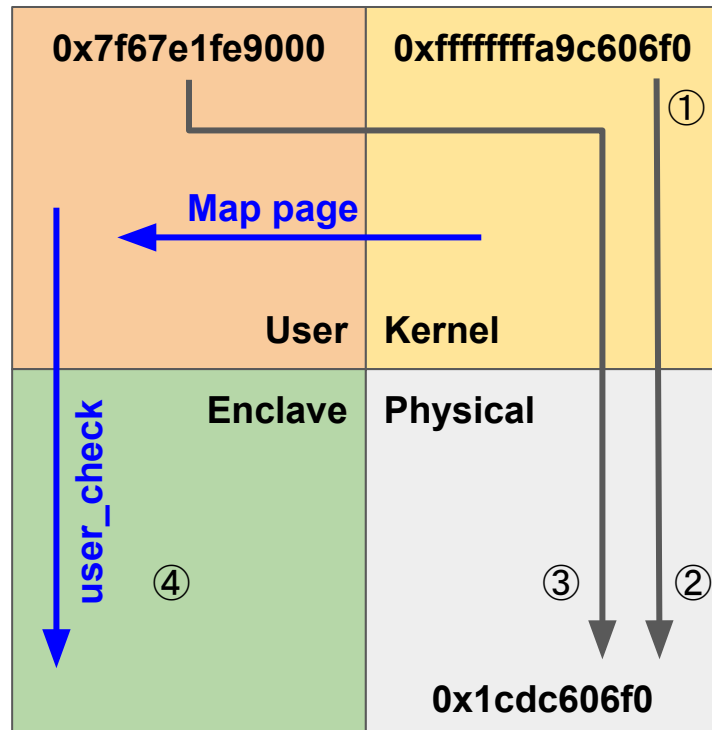 0x7f67e1fe9000
0xffffffffa9c606f0
①
Map page
User
Kernel
Enclave
Physical
user_check
④
③
②
0x1cdc606f0